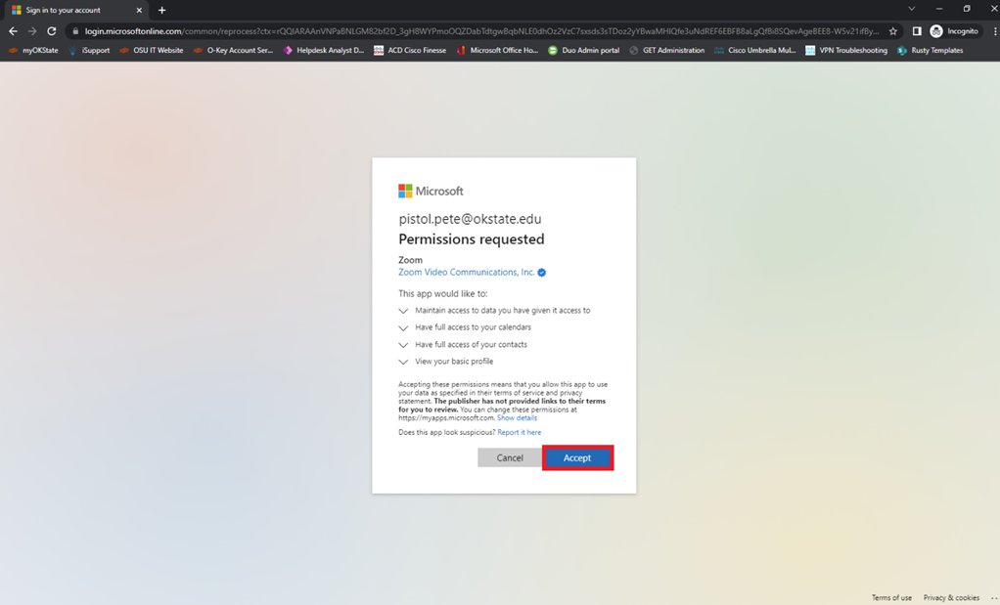 Sign in to your account
login.microsoftonline.com/common/reprocess?ctx=
Incognito
myOKState iSupport OSU IT Website O-Key Account Ser... Helpdesk Analyst D... ACD Cisco Finesse Microsoft Office Ho... Duo Admin portal GET Administration Cisco Umbrella Mul... VPN Troubleshooting Rusty Templates
Microsoft
pistol.pete@okstate.edu
Permissions requested
Zoom
Zoom Video Communications, Inc.
This app would like to:
Maintain access to data you have given it access to
Have full access to your calendars
Have full access of your contacts
View your basic profile
Accepting these permissions means that you allow this app to use
your data as specified in their terms of service and privacy
statement. The publisher has not provided links to their terms
for you to review. You can change these permissions at
https://myapps.microsoft.com. Show details
Does this app look suspicious? Report it here
Cancel Accept
Terms of use Privacy & cookies